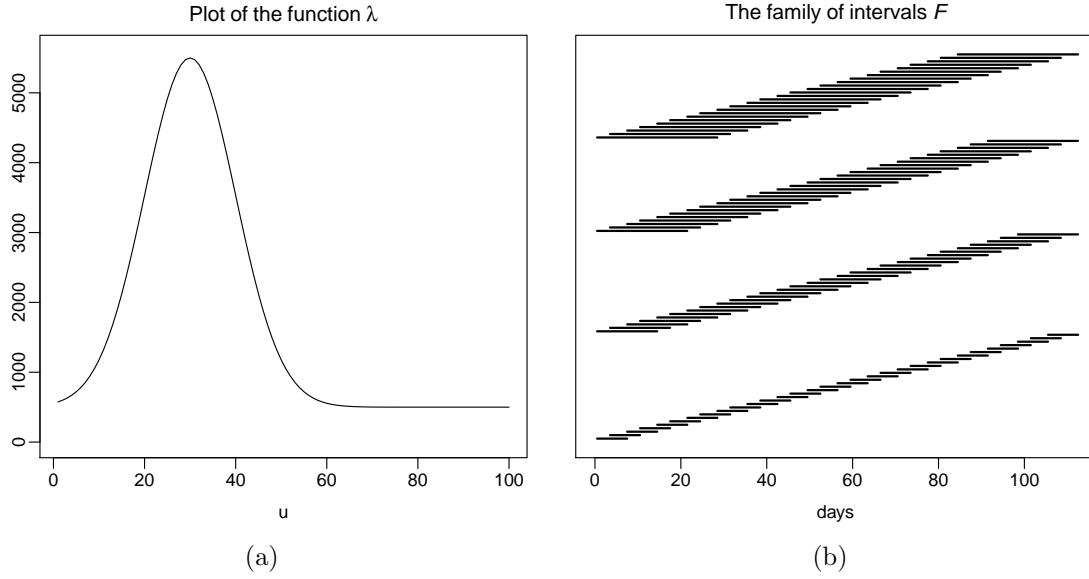 Plot of the function λ
0 1000 2000 3000 4000 5000
0 20 40 60 80 100
u
(a)
The family of intervals F
0 20 40 60 80 100
days
(b)